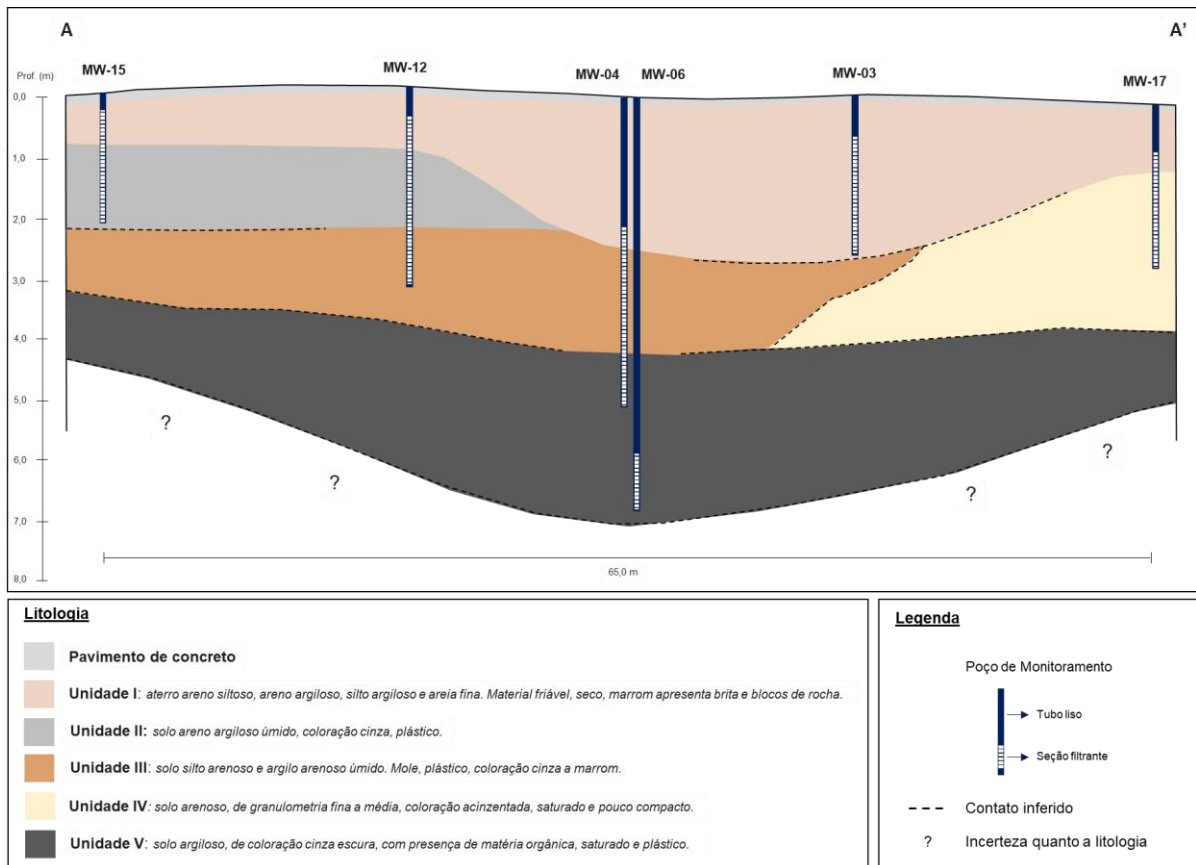 A
A'
MW-15
MW-12
MW-04
MW-06
MW-03
MW-17
Prof. (m)
0,0
1,0
2,0
3,0
4,0
5,0
6,0
7,0
8,0
?
?
?
?
65,0 m
Litologia
Pavimento de concreto
Unidade I: aterro areno siltoso, areno argiloso, silto argiloso e areia fina. Material friável, seco, marrom apresenta brita e blocos de rocha.
Unidade II: solo areno argiloso úmido, coloração cinza, plástico.
Unidade III: solo silto arenoso e argilo arenoso úmido. Mole, plástico, coloração cinza a marrom.
Unidade IV: solo arenoso, de granulometria fina a média, coloração acinzentada, saturado e pouco compacto.
Unidade V: solo argiloso, de coloração cinza escura, com presença de matéria orgânica, saturado e plástico.
Legenda
Poço de Monitoramento
Tubo liso
Seção filtrante
Contato inferido
? Incerteza quanto a litologia